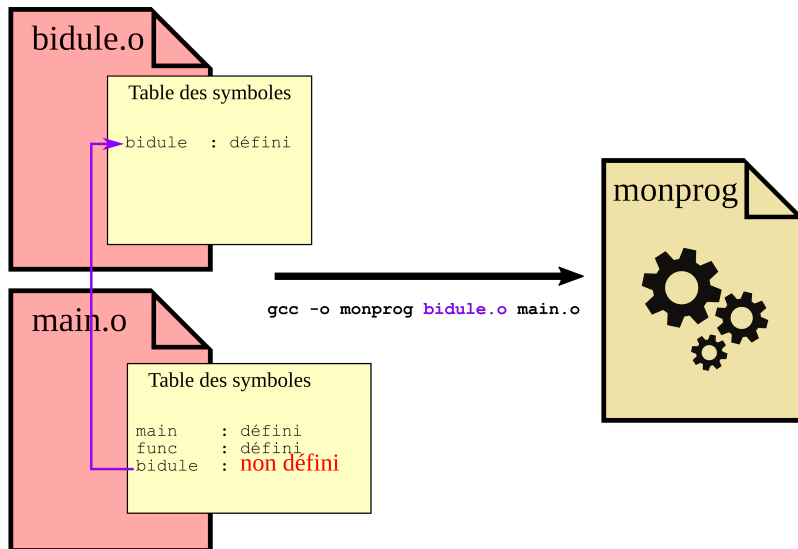 bidule.o
Table des symboles
bidule : défini
gcc -o monprog bidule.o main.o
monprog
main.o
Table des symboles
main : défini
func : défini
bidule : non défini